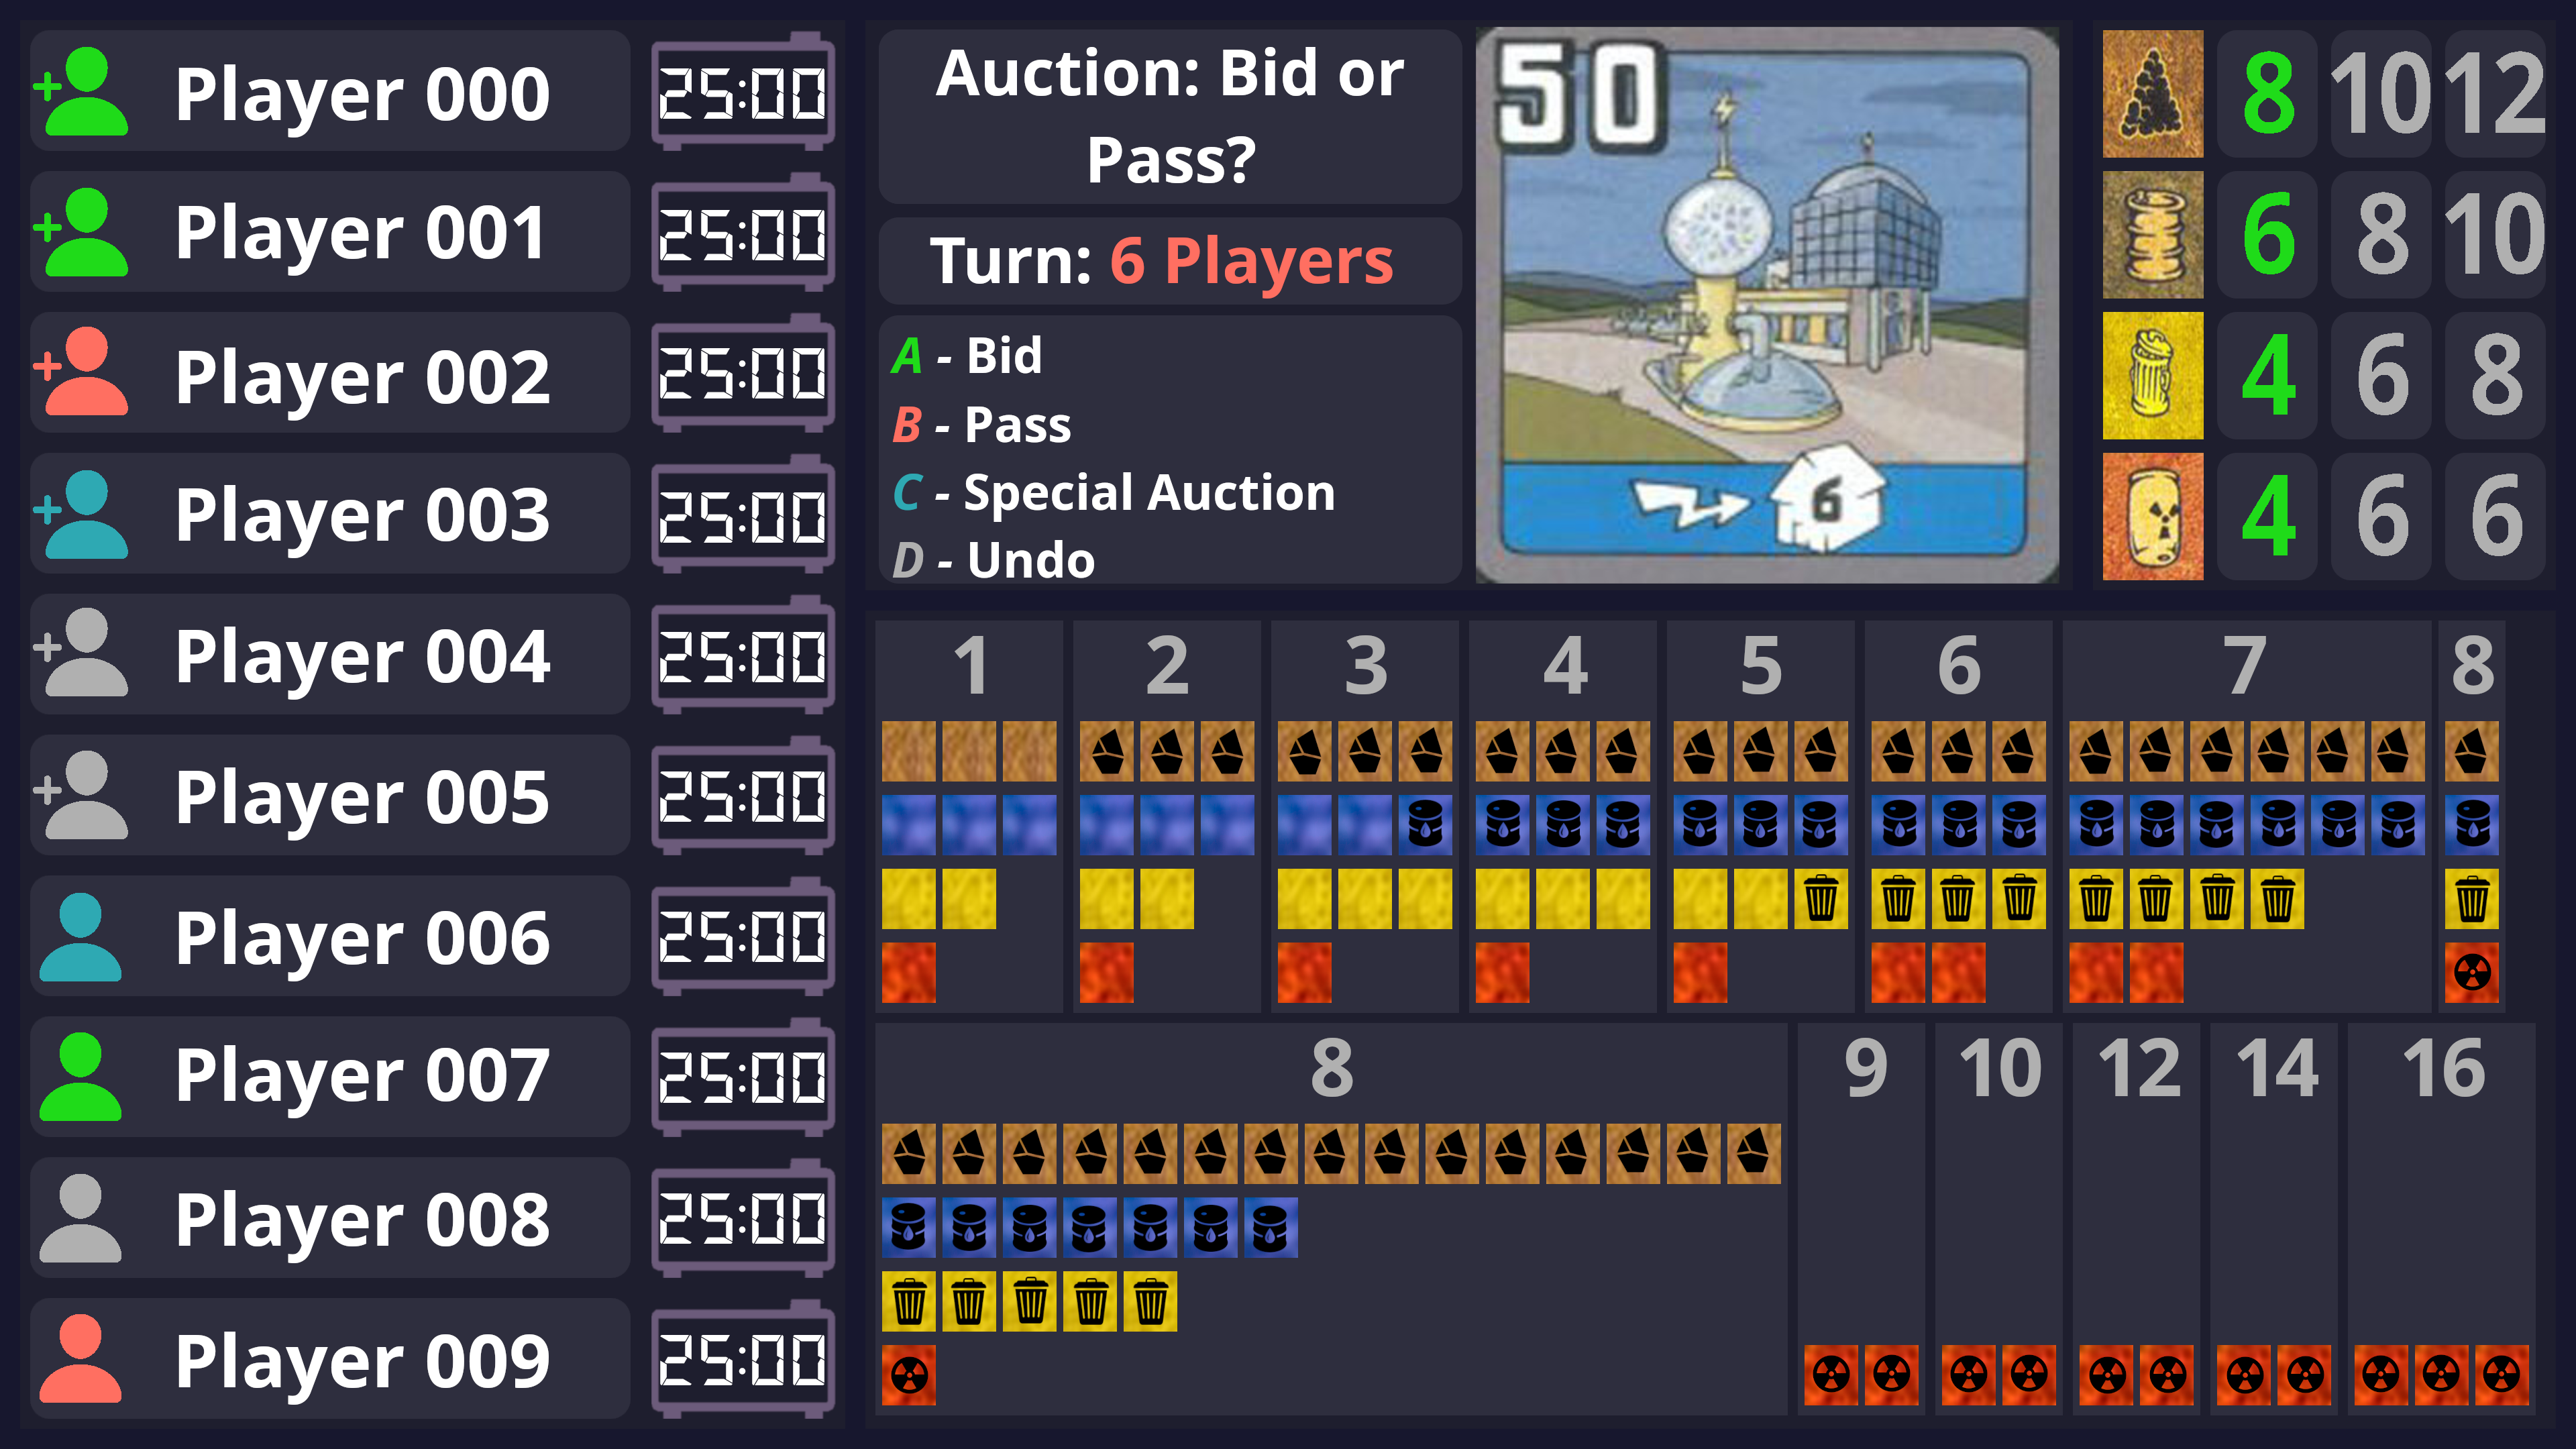 Player 000 25:00
Player 001 25:00
Player 002 25:00
Player 003 25:00
Player 004 25:00
Player 005 25:00
Player 006 25:00
Player 007 25:00
Player 008 25:00
Player 009 25:00
Auction: Bid or
Pass?
Turn: 6 Players
A - Bid
B - Pass
C - Special Auction
D - Undo
50
6
8 10 12
6 8 10
4 6 8
4 6 6
1 2 3 4 5 6 7 8
8 9 10 12 14 16